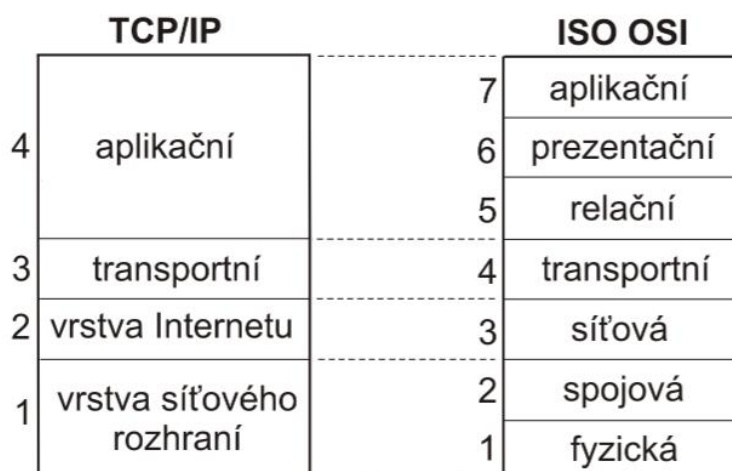 TCP/IP ISO OSI
7 aplikační
4 aplikační 6 prezentační
5 relační
3 transportní 4 transportní
2 vrstva Internetu 3 síťová
1 vrstva síťového
rozhraní
2 spojová
1 fyzická